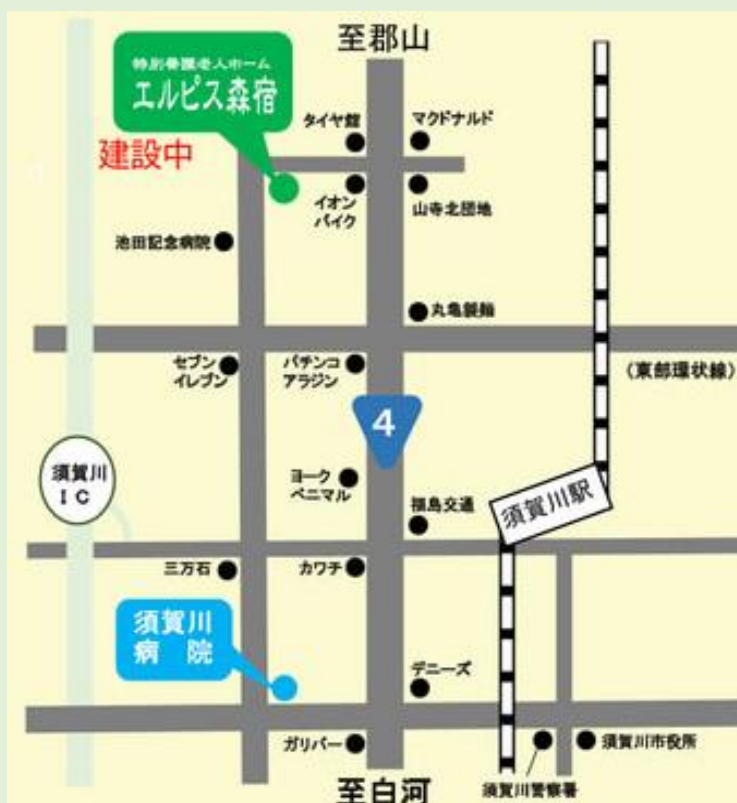 至郡山
特別養護老人ホーム
エルピス森宿
建設中
タイヤ館
マクドナルド
イオン
バイク
山寺北団地
池田記念病院
丸亀製麺
セブン
イレブン
パチンコ
アラジン
(東部環状線)
4
須賀川
IC
ヨーク
ベニマル
福島交通
須賀川駅
三万石
カワチ
須賀川
病 院
デニーズ
ガリバー
須賀川市役所
須賀川警察署
至白河